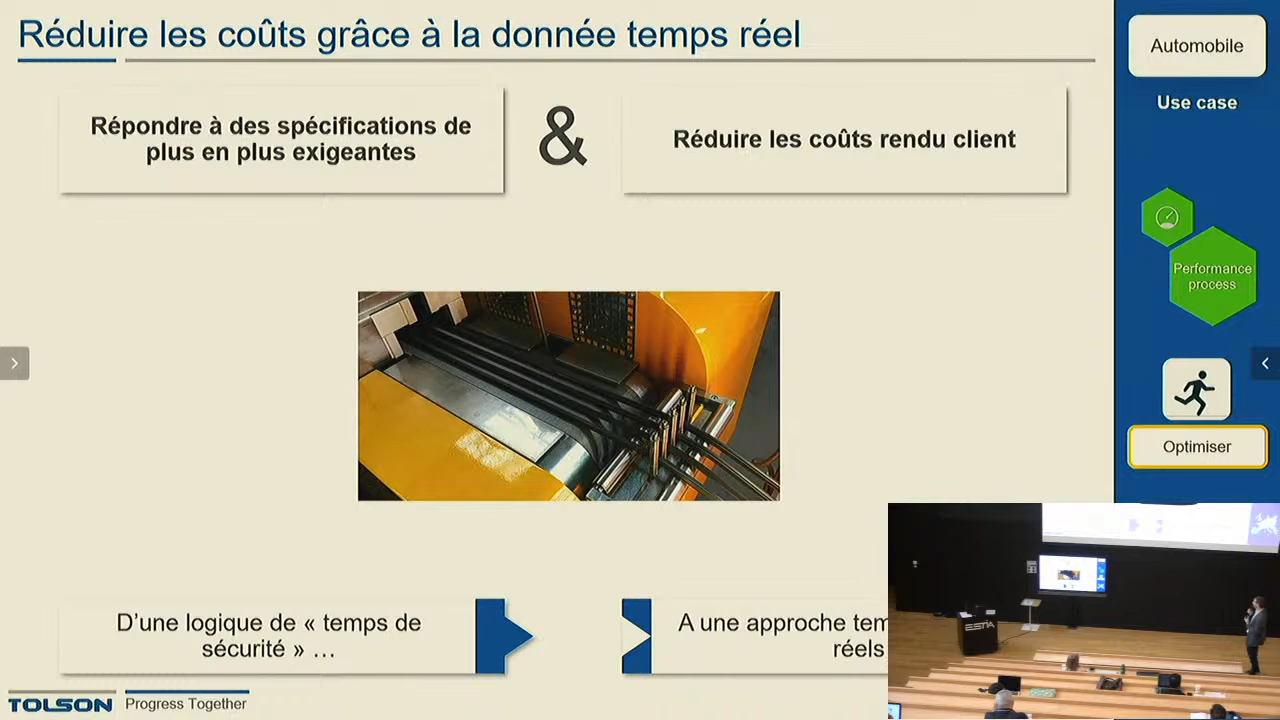 Réduire les coûts grâce à la donnée temps réel
Répondre à des spécifications de
plus en plus exigeantes
&
Réduire les coûts rendu client
D'une logique de « temps de
sécurité » …
A une approche
réels
TOLSON
Progress Together
Automobile
Use case
Performance
process
Optimiser
ESTIA